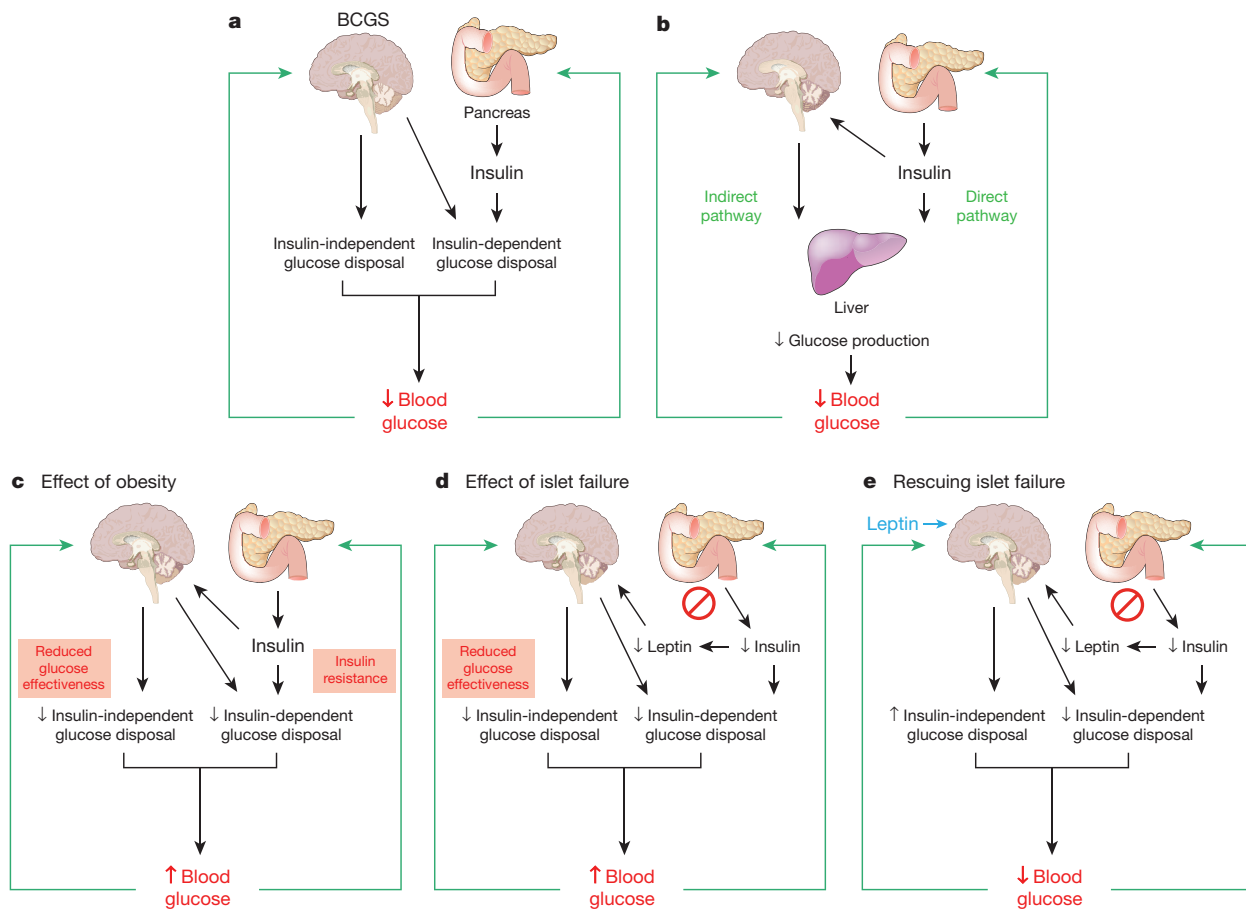 a
BCGS
Pancreas
Insulin
Insulin-independent
glucose disposal
Insulin-dependent
glucose disposal
↓ Blood
glucose
b
Insulin
Indirect
pathway
Direct
pathway
Liver
↓ Glucose production
↓ Blood
glucose
c Effect of obesity
Insulin
Reduced
glucose
effectiveness
Insulin
resistance
↓ Insulin-independent
glucose disposal
↓ Insulin-dependent
glucose disposal
↑ Blood
glucose
d Effect of islet failure
↓ Leptin
↓ Insulin
Reduced
glucose
effectiveness
↓ Insulin-independent
glucose disposal
↓ Insulin-dependent
glucose disposal
↑ Blood
glucose
e Rescuing islet failure
Leptin
↓ Leptin
↓ Insulin
↑ Insulin-independent
glucose disposal
↓ Insulin-dependent
glucose disposal
↓ Blood
glucose